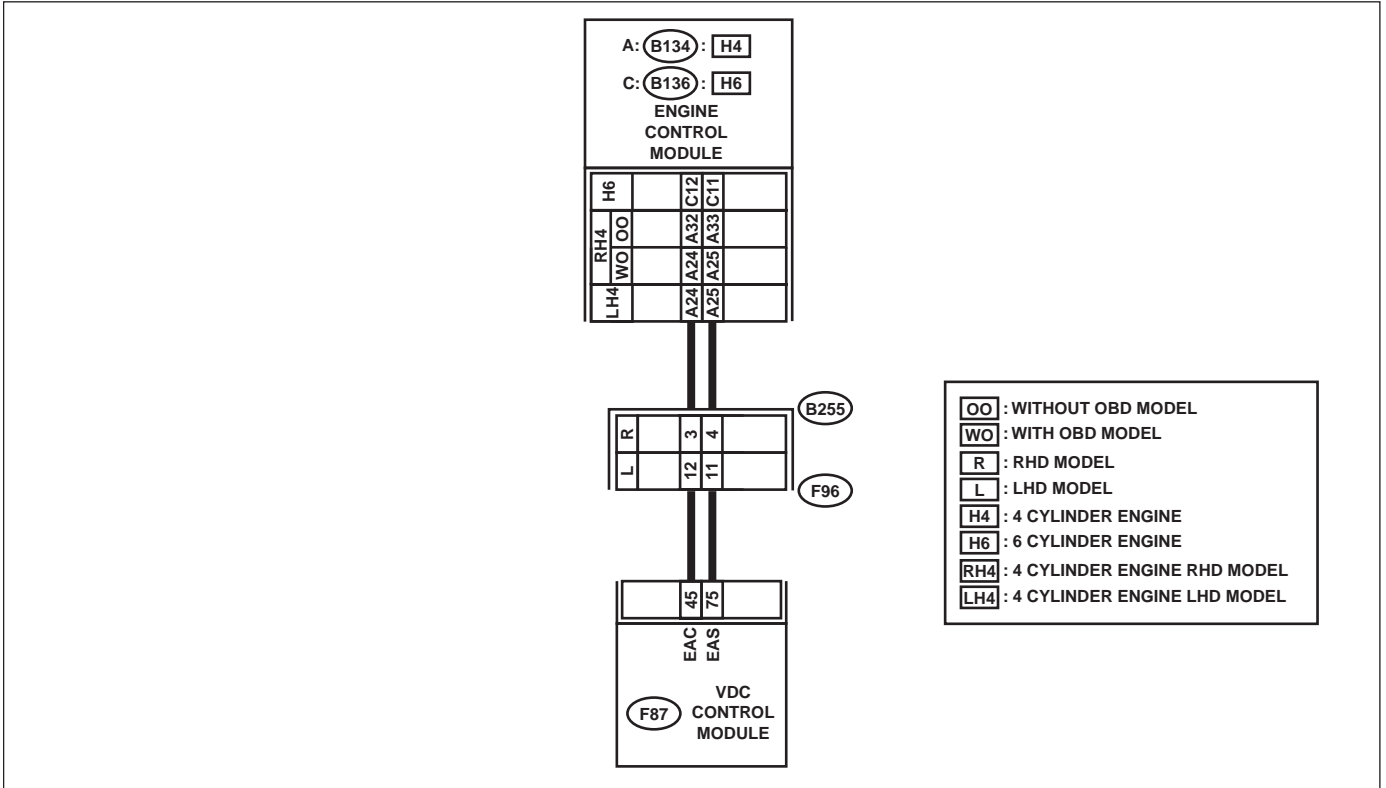 A: B134 : H4
C: B136 : H6
ENGINE
CONTROL
MODULE
H6 C12 C11
RH4 OO A32 A33
WO A24 A25
LH4 A24 A25
B255
R 3 4
L 12 11
F96
45 75
EAC EAS
F87
VDC
CONTROL
MODULE
OO : WITHOUT OBD MODEL
WO : WITH OBD MODEL
R : RHD MODEL
L : LHD MODEL
H4 : 4 CYLINDER ENGINE
H6 : 6 CYLINDER ENGINE
RH4 : 4 CYLINDER ENGINE RHD MODEL
LH4 : 4 CYLINDER ENGINE LHD MODEL